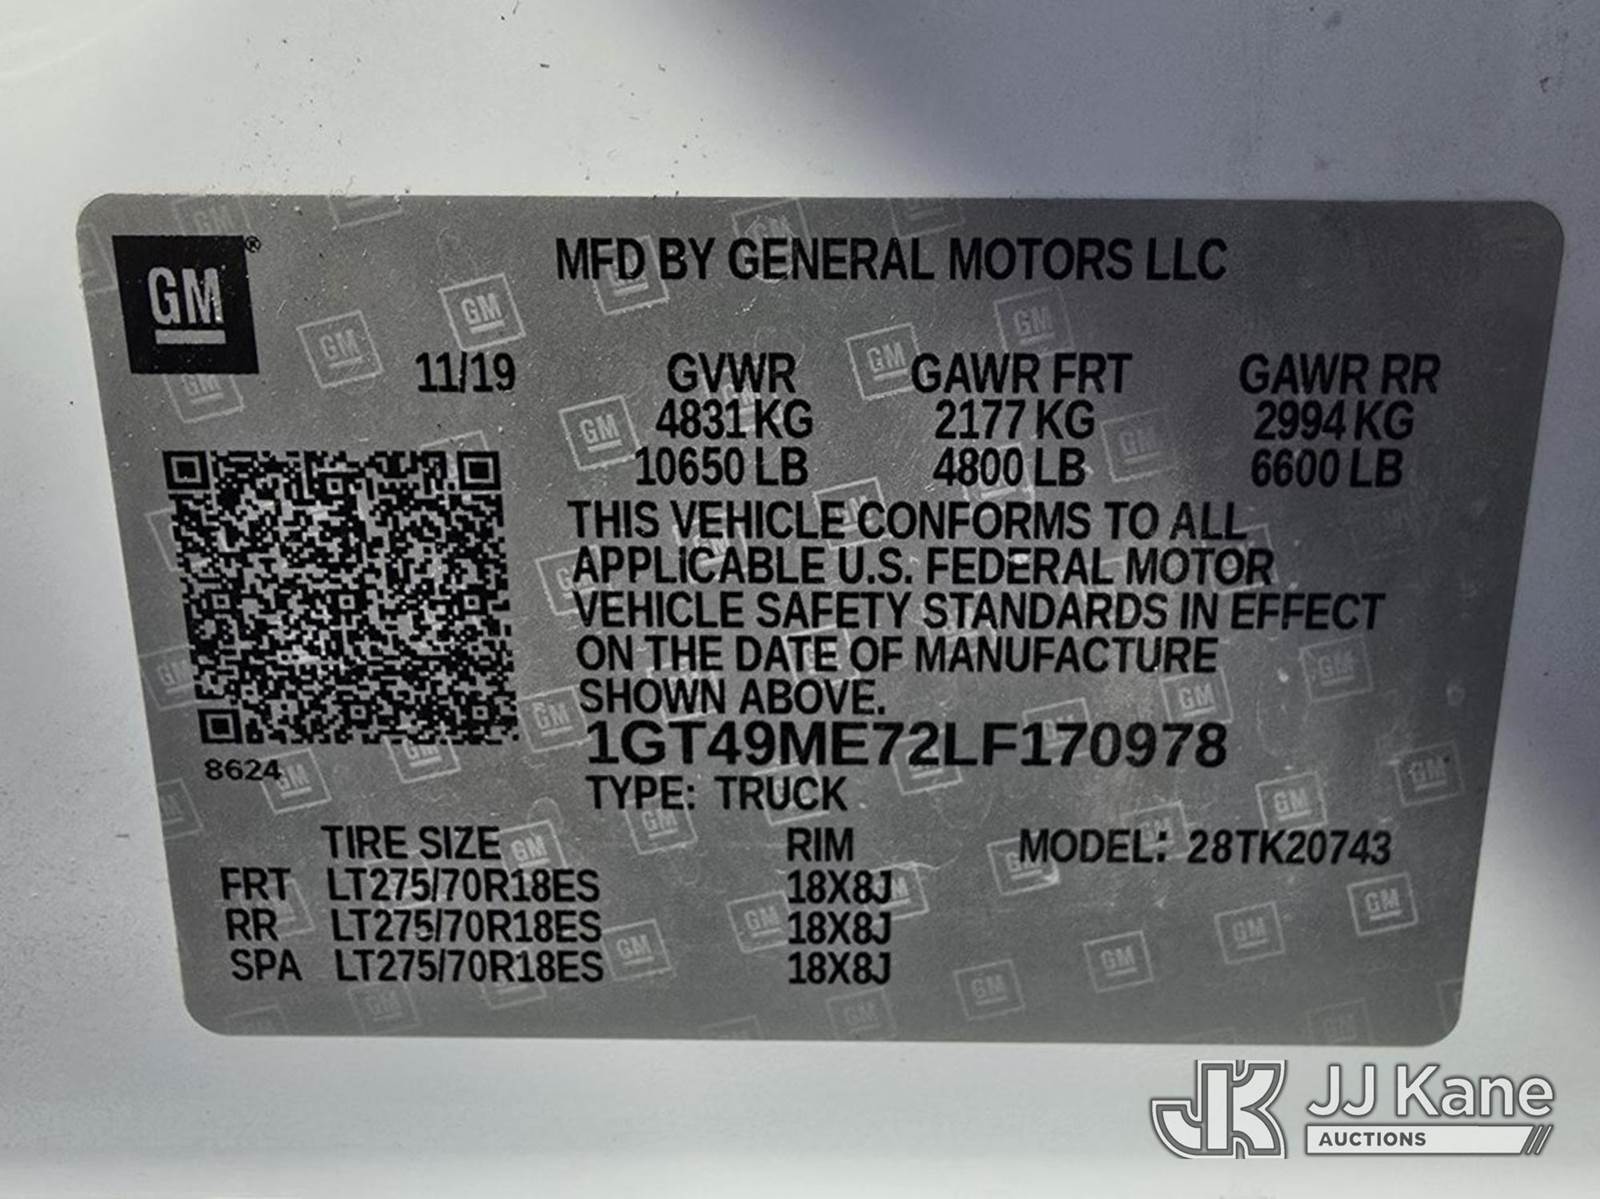 GM®
MFD BY GENERAL MOTORS LLC
11/19 GVWR GAWR FRT GAWR RR
4831 KG 2177 KG 2994 KG
10650 LB 4800 LB 6600 LB
THIS VEHICLE CONFORMS TO ALL
APPLICABLE U.S. FEDERAL MOTOR
VEHICLE SAFETY STANDARDS IN EFFECT
ON THE DATE OF MANUFACTURE
SHOWN ABOVE.
1GT49ME72LF170978
8624
TYPE: TRUCK
TIRE SIZE RIM MODEL: 28TK20743
FRT LT275/70R18ES 18X8J
RR LT275/70R18ES 18X8J
SPA LT275/70R18ES 18X8J
JK JJ Kane
AUCTIONS